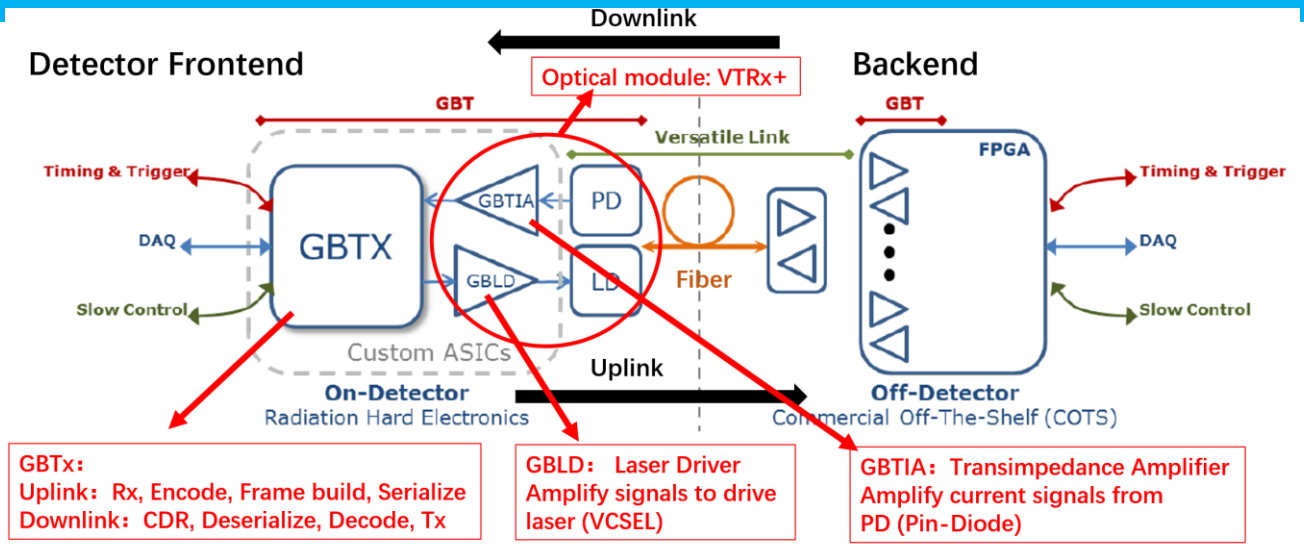 Downlink
Detector Frontend
Backend
Optical module: VTRx+
GBT
GBT
Versatile Link
FPGA
Timing & Trigger
DAQ
Slow Control
GBTX
GBTIA
GBLD
PD
LD
Fiber
Timing & Trigger
DAQ
Slow Control
Custom ASICs
Uplink
On-Detector
Radiation Hard Electronics
Off-Detector
Commercial Off-The-Shelf (COTS)
GBTx：
Uplink：Rx, Encode, Frame build, Serialize
Downlink：CDR, Deserialize, Decode, Tx
GBLD： Laser Driver
Amplify signals to drive
laser (VCSEL)
GBTIA：Transimpedance Amplifier
Amplify current signals from
PD (Pin-Diode)